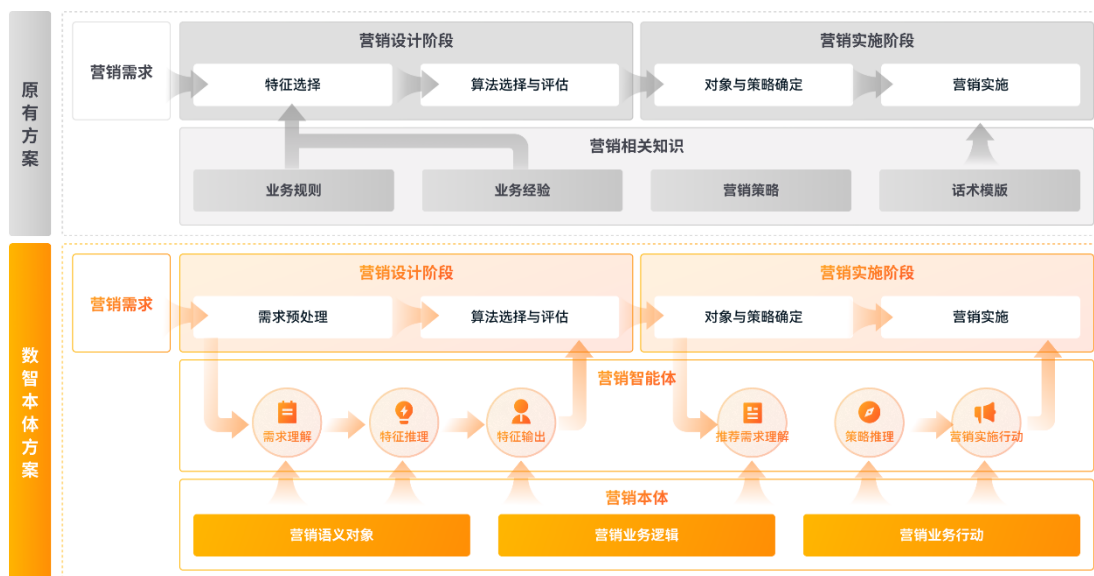 原有方案
营销需求
营销设计阶段
特征选择
算法选择与评估
营销实施阶段
对象与策略确定
营销实施
营销相关知识
业务规则
业务经验
营销策略
话术模版
数智本体方案
营销需求
营销设计阶段
需求预处理
算法选择与评估
营销实施阶段
对象与策略确定
营销实施
营销智能体
需求理解
特征推理
特征输出
推荐需求理解
策略推理
营销实施行动
营销本体
营销语义对象
营销业务逻辑
营销业务行动